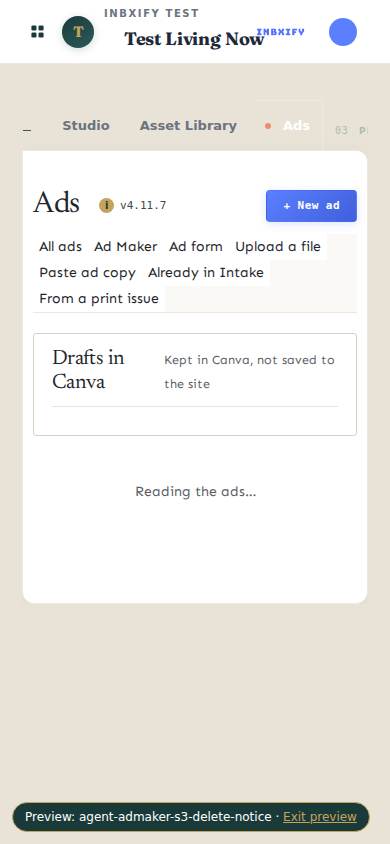 INBXIFY TEST
T
Test Living Now
INBXIFY
Studio
Asset Library
Ads
03
Ads
i v4.11.7
+ New ad
All ads Ad Maker Ad form Upload a file
Paste ad copy Already in Intake
From a print issue
Drafts in Canva
Kept in Canva, not saved to the site
Reading the ads...
Preview: agent-admaker-s3-delete-notice · Exit preview